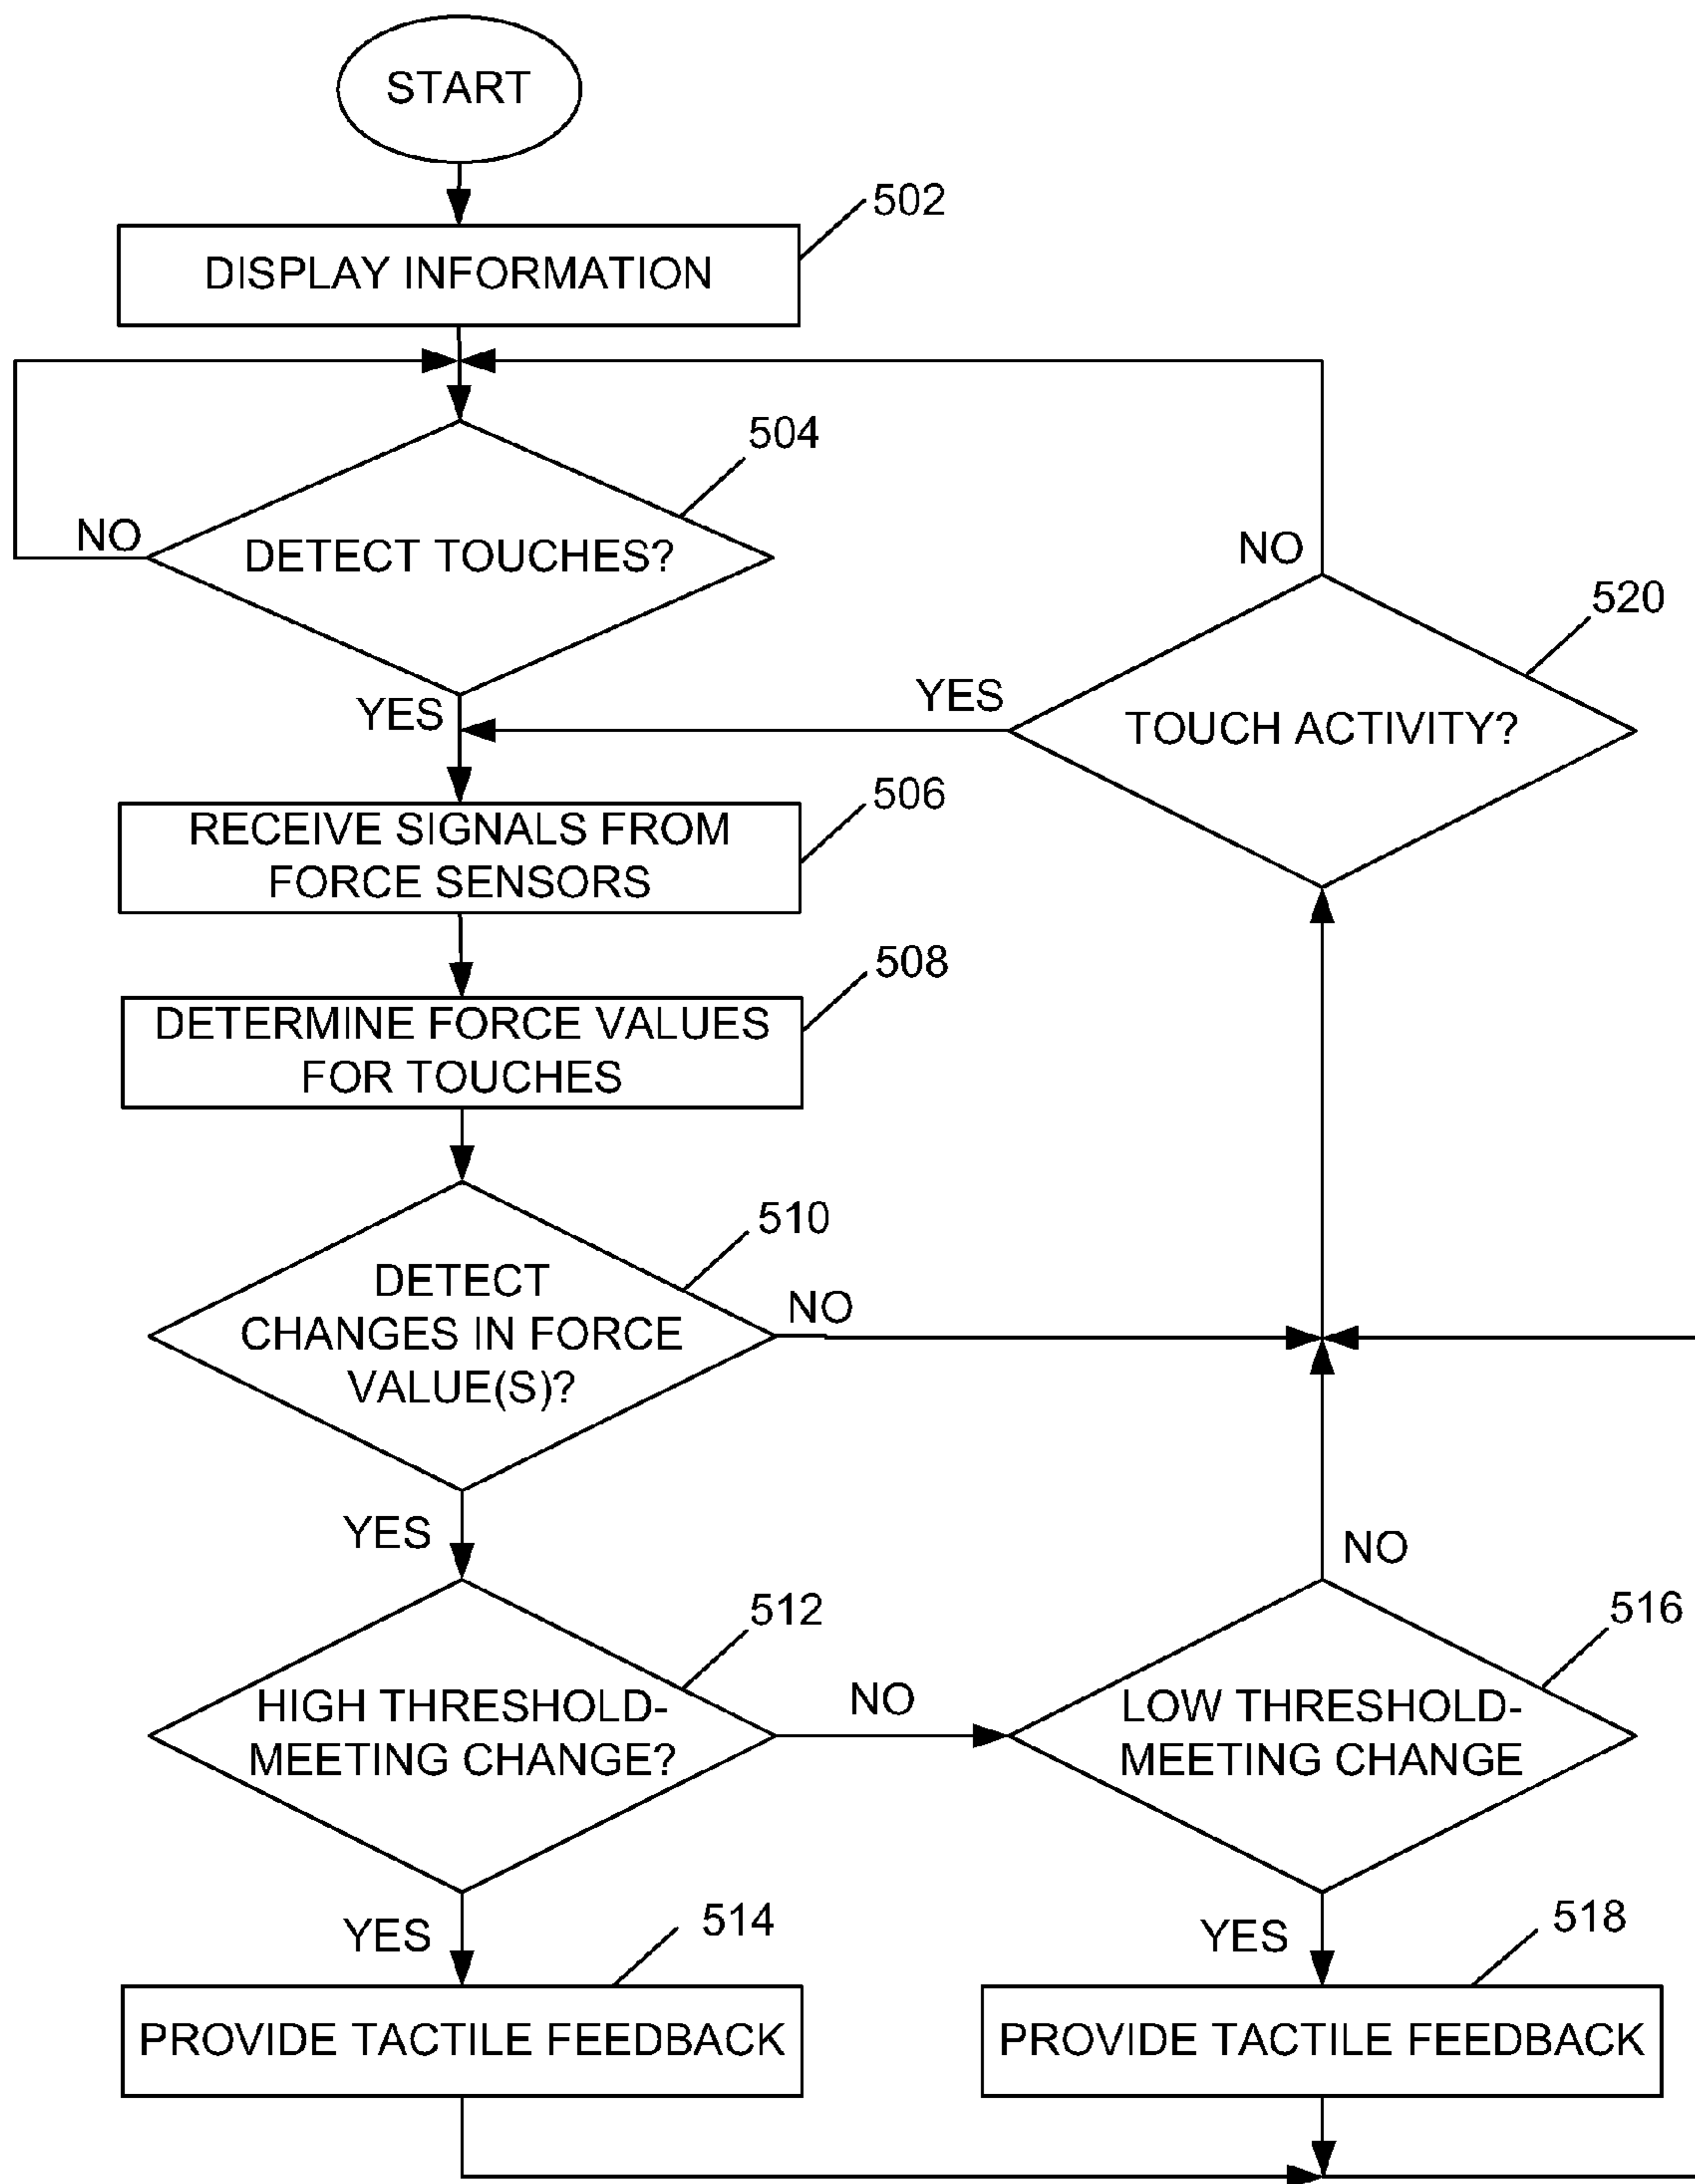 START
502
DISPLAY INFORMATION
504
NO
DETECT TOUCHES?
NO
520
YES
YES
TOUCH ACTIVITY?
506
RECEIVE SIGNALS FROM
FORCE SENSORS
508
DETERMINE FORCE VALUES
FOR TOUCHES
510
DETECT
CHANGES IN FORCE
VALUE(S)?
NO
YES
NO
512
516
HIGH THRESHOLD-
MEETING CHANGE?
NO
LOW THRESHOLD-
MEETING CHANGE
YES
514
YES
518
PROVIDE TACTILE FEEDBACK
PROVIDE TACTILE FEEDBACK